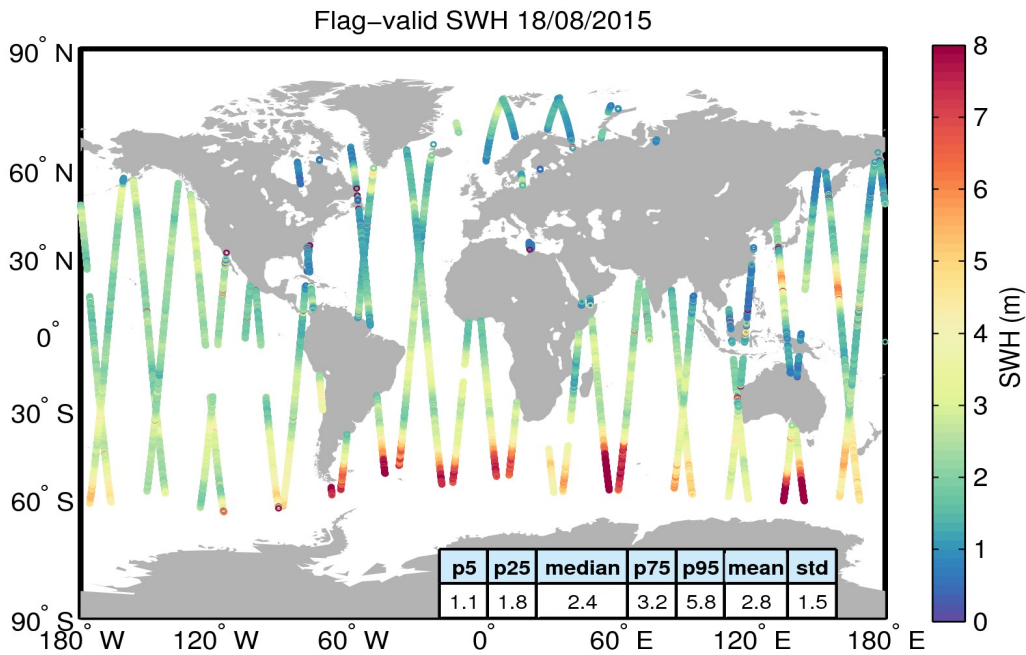 Flag−valid SWH 18/08/2015
90° N
60° N
30° N
0°
30° S
60° S
90° S
180° W
120° W
60° W
0°
60° E
120° E
180° E
p5 p25 median p75 p95 mean std
1.1 1.8 2.4 3.2 5.8 2.8 1.5
8
7
6
5
4
3
2
1
0
SWH (m)